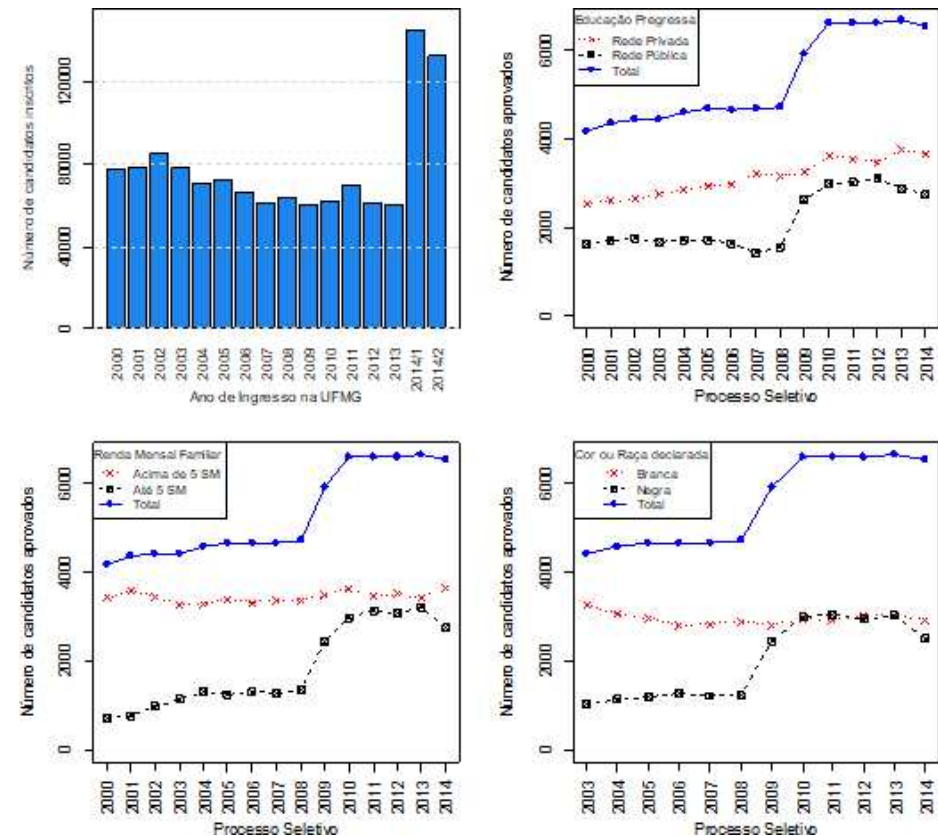 Número de candidatos inscritos
120000
80000
40000
0
2000 2001 2002 2003 2004 2005 2006 2007 2008 2009 2010 2011 2012 2013 2014/1 2014/2
Ano de Ingresso na UFMG
Número de candidatos aprovados
Educação Pregressa
Rede Privada
Rede Pública
Total
6000
4000
2000
0
2000 2001 2002 2003 2004 2005 2006 2007 2008 2009 2010 2011 2012 2013 2014
Processo Seletivo
Número de candidatos aprovados
Renda Mensal Familiar
Acima de 5 SM
Até 5 SM
Total
6000
4000
2000
0
2000 2001 2002 2003 2004 2005 2006 2007 2008 2009 2010 2011 2012 2013 2014
Processo Seletivo
Número de candidatos aprovados
Cor ou Raça declarada
Branca
Negra
Total
6000
4000
2000
0
2003 2004 2005 2006 2007 2008 2009 2010 2011 2012 2013 2014
Processo Seletivo